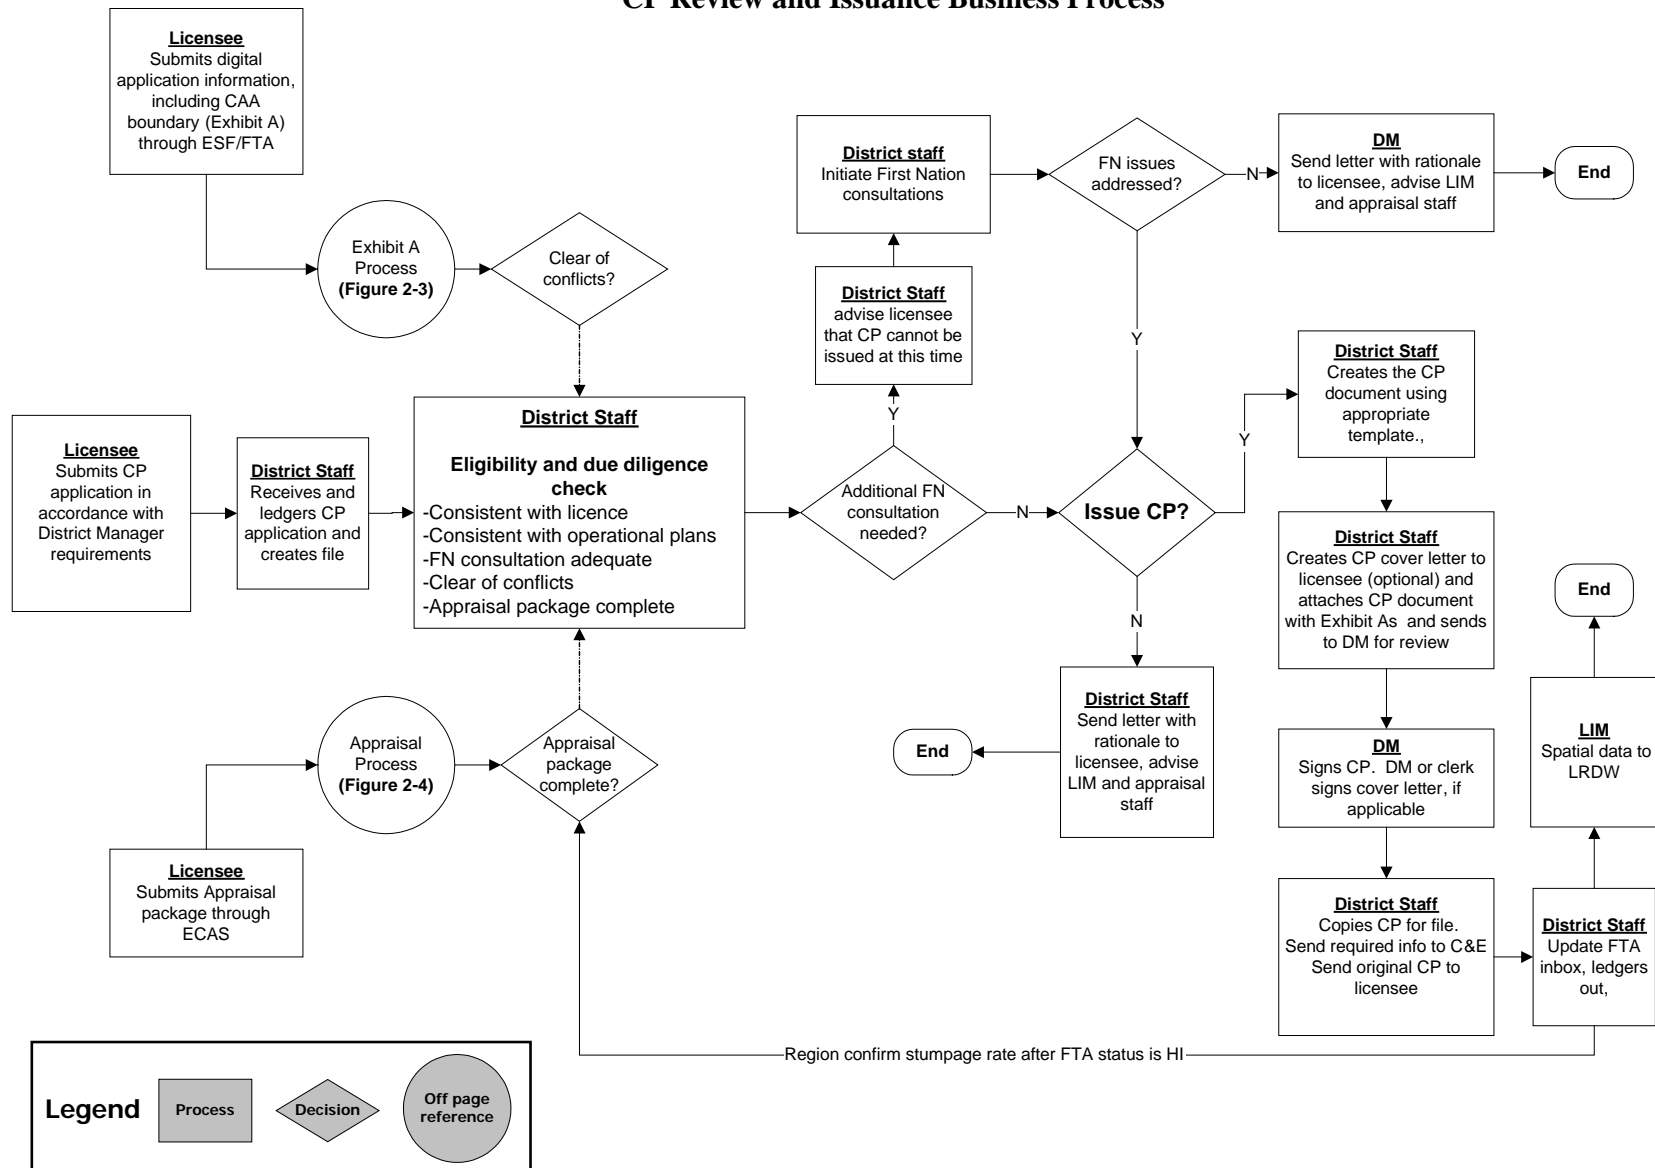 CP Review and Issuance Business Process
Licensee
Submits digital
application information,
including CAA
boundary (Exhibit A)
through ESF/FTA
Exhibit A
Process
(Figure 2-3)
Clear of
conflicts?
District staff
Initiate First Nation
consultations
FN issues
addressed?
N
DM
Send letter with rationale
to licensee, advise LIM
and appraisal staff
End
District Staff
advise licensee
that CP cannot be
issued at this time
Y
Y
Licensee
Submits CP
application in
accordance with
District Manager
requirements
District Staff
Receives and
ledgers CP
application and
creates file
District Staff
Eligibility and due diligence
check
-Consistent with licence
-Consistent with operational plans
-FN consultation adequate
-Clear of conflicts
-Appraisal package complete
Additional FN
consultation
needed?
N
Issue CP?
Y
N
District Staff
Creates the CP
document using
appropriate
template.,
District Staff
Creates CP cover letter to
licensee (optional) and
attaches CP document
with Exhibit As and sends
to DM for review
DM
Signs CP. DM or clerk
signs cover letter, if
applicable
District Staff
Copies CP for file.
Send required info to C&E
Send original CP to
licensee
District Staff
Update FTA
inbox, ledgers
out,
LIM
Spatial data to
LRDW
End
District Staff
Send letter with
rationale to
licensee, advise
LIM and appraisal
staff
End
Appraisal
Process
(Figure 2-4)
Appraisal
package
complete?
Licensee
Submits Appraisal
package through
ECAS
Region confirm stumpage rate after FTA status is HI
Legend
Process
Decision
Off page
reference